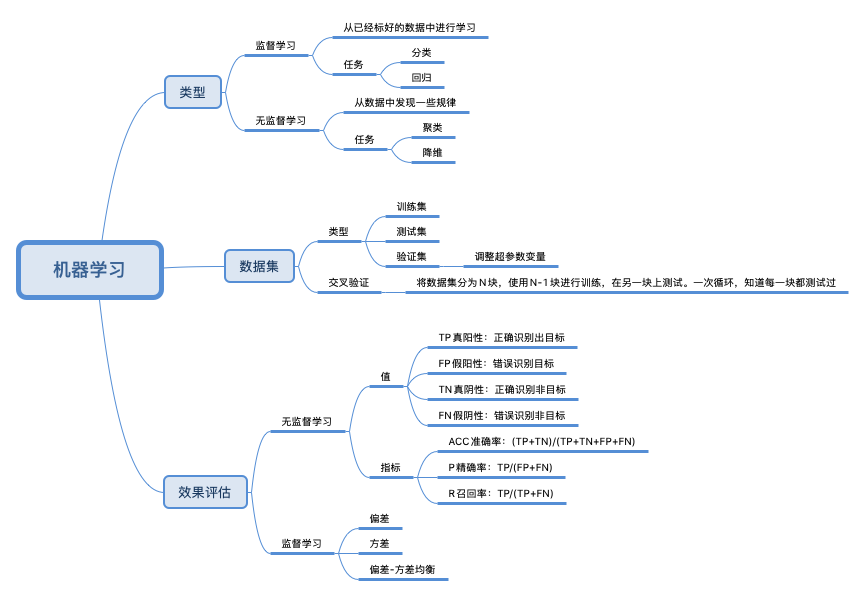 机器学习
类型
监督学习
从已经标好的数据中进行学习
任务
分类
回归
无监督学习
从数据中发现一些规律
任务
聚类
降维
数据集
类型
训练集
测试集
验证集
调整超参数变量
交叉验证
将数据集分为N块，使用N-1块进行训练，在另一块上测试。一次循环，知道每一块都测试过
效果评估
无监督学习
值
TP真阳性：正确识别出目标
FP假阳性：错误识别目标
TN真阴性：正确识别非目标
FN假阴性：错误识别非目标
指标
ACC准确率：(TP+TN)/(TP+TN+FP+FN)
P精确率：TP/(FP+FN)
R召回率：TP/(TP+FN)
监督学习
偏差
方差
偏差-方差均衡